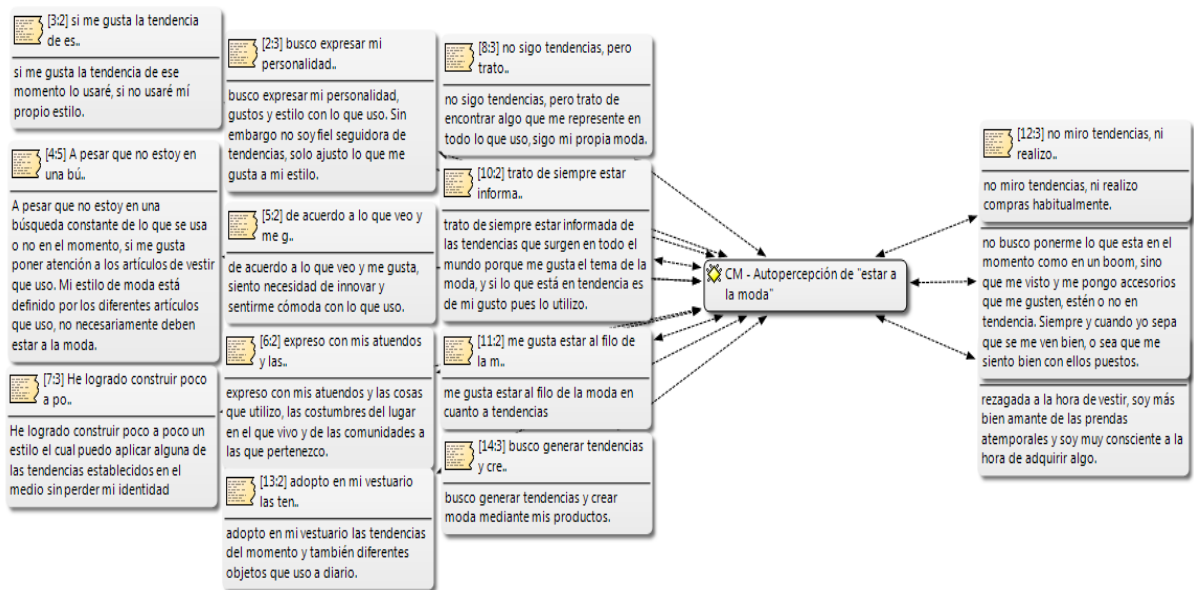 [3:2] si me gusta la tendencia
de es..
si me gusta la tendencia de ese
momento lo usaré, si no usaré mí
propio estilo.
[4:5] A pesar que no estoy en
una bú..
A pesar que no estoy en una
búsqueda constante de lo que se usa
o no en el momento, si me gusta
poner atención a los artículos de vestir
que uso. Mi estilo de moda está
definido por los diferentes artículos
que uso, no necesariamente deben
estar a la moda.
[7:3] He logrado construir poco
a po..
He logrado construir poco a poco un
estilo el cual puedo aplicar alguna de
las tendencias establecidos en el
medio sin perder mi identidad
[2:3] busco expresar mi
personalidad..
busco expresar mi personalidad,
gustos y estilo con lo que uso. Sin
embargo no soy fiel seguidora de
tendencias, solo ajusto lo que me
gusta a mi estilo.
[5:2] de acuerdo a lo que veo y
me g..
de acuerdo a lo que veo y me gusta,
siento necesidad de innovar y
sentirme cómoda con lo que uso.
[6:2] expreso con mis atuendos
y las..
expreso con mis atuendos y las cosas
que utilizo, las costumbres del lugar
en el que vivo y de las comunidades a
las que pertenezco.
[13:2] adopto en mi vestuario
las ten..
adopto en mi vestuario las tendencias
del momento y también diferentes
objetos que uso a diario.
[8:3] no sigo tendencias, pero
trato..
no sigo tendencias, pero trato de
encontrar algo que me represente en
todo lo que uso, sigo mi propia moda.
[10:2] trato de siempre estar
informa..
trato de siempre estar informada de
las tendencias que surgen en todo el
mundo porque me gusta el tema de la
moda, y si lo que está en tendencia es
de mi gusto pues lo utilizo.
[11:2] me gusta estar al filo de
la m..
me gusta estar al filo de la moda en
cuanto a tendencias
[14:3] busco generar tendencias
y cre..
busco generar tendencias y crear
moda mediante mis productos.
CM - Autopercepción de "estar a
la moda"
[12:3] no miro tendencias, ni
realizo..
no miro tendencias, ni realizo
compras habitualmente.
no busco ponerme lo que esta en el
momento como en un boom, sino
que me visto y me pongo accesorios
que me gusten, estén o no en
tendencia. Siempre y cuando yo sepa
que se me ven bien, o sea que me
siento bien con ellos puestos.
rezagada a la hora de vestir, soy más
bien amante de las prendas
atemporales y soy muy consciente a la
hora de adquirir algo.